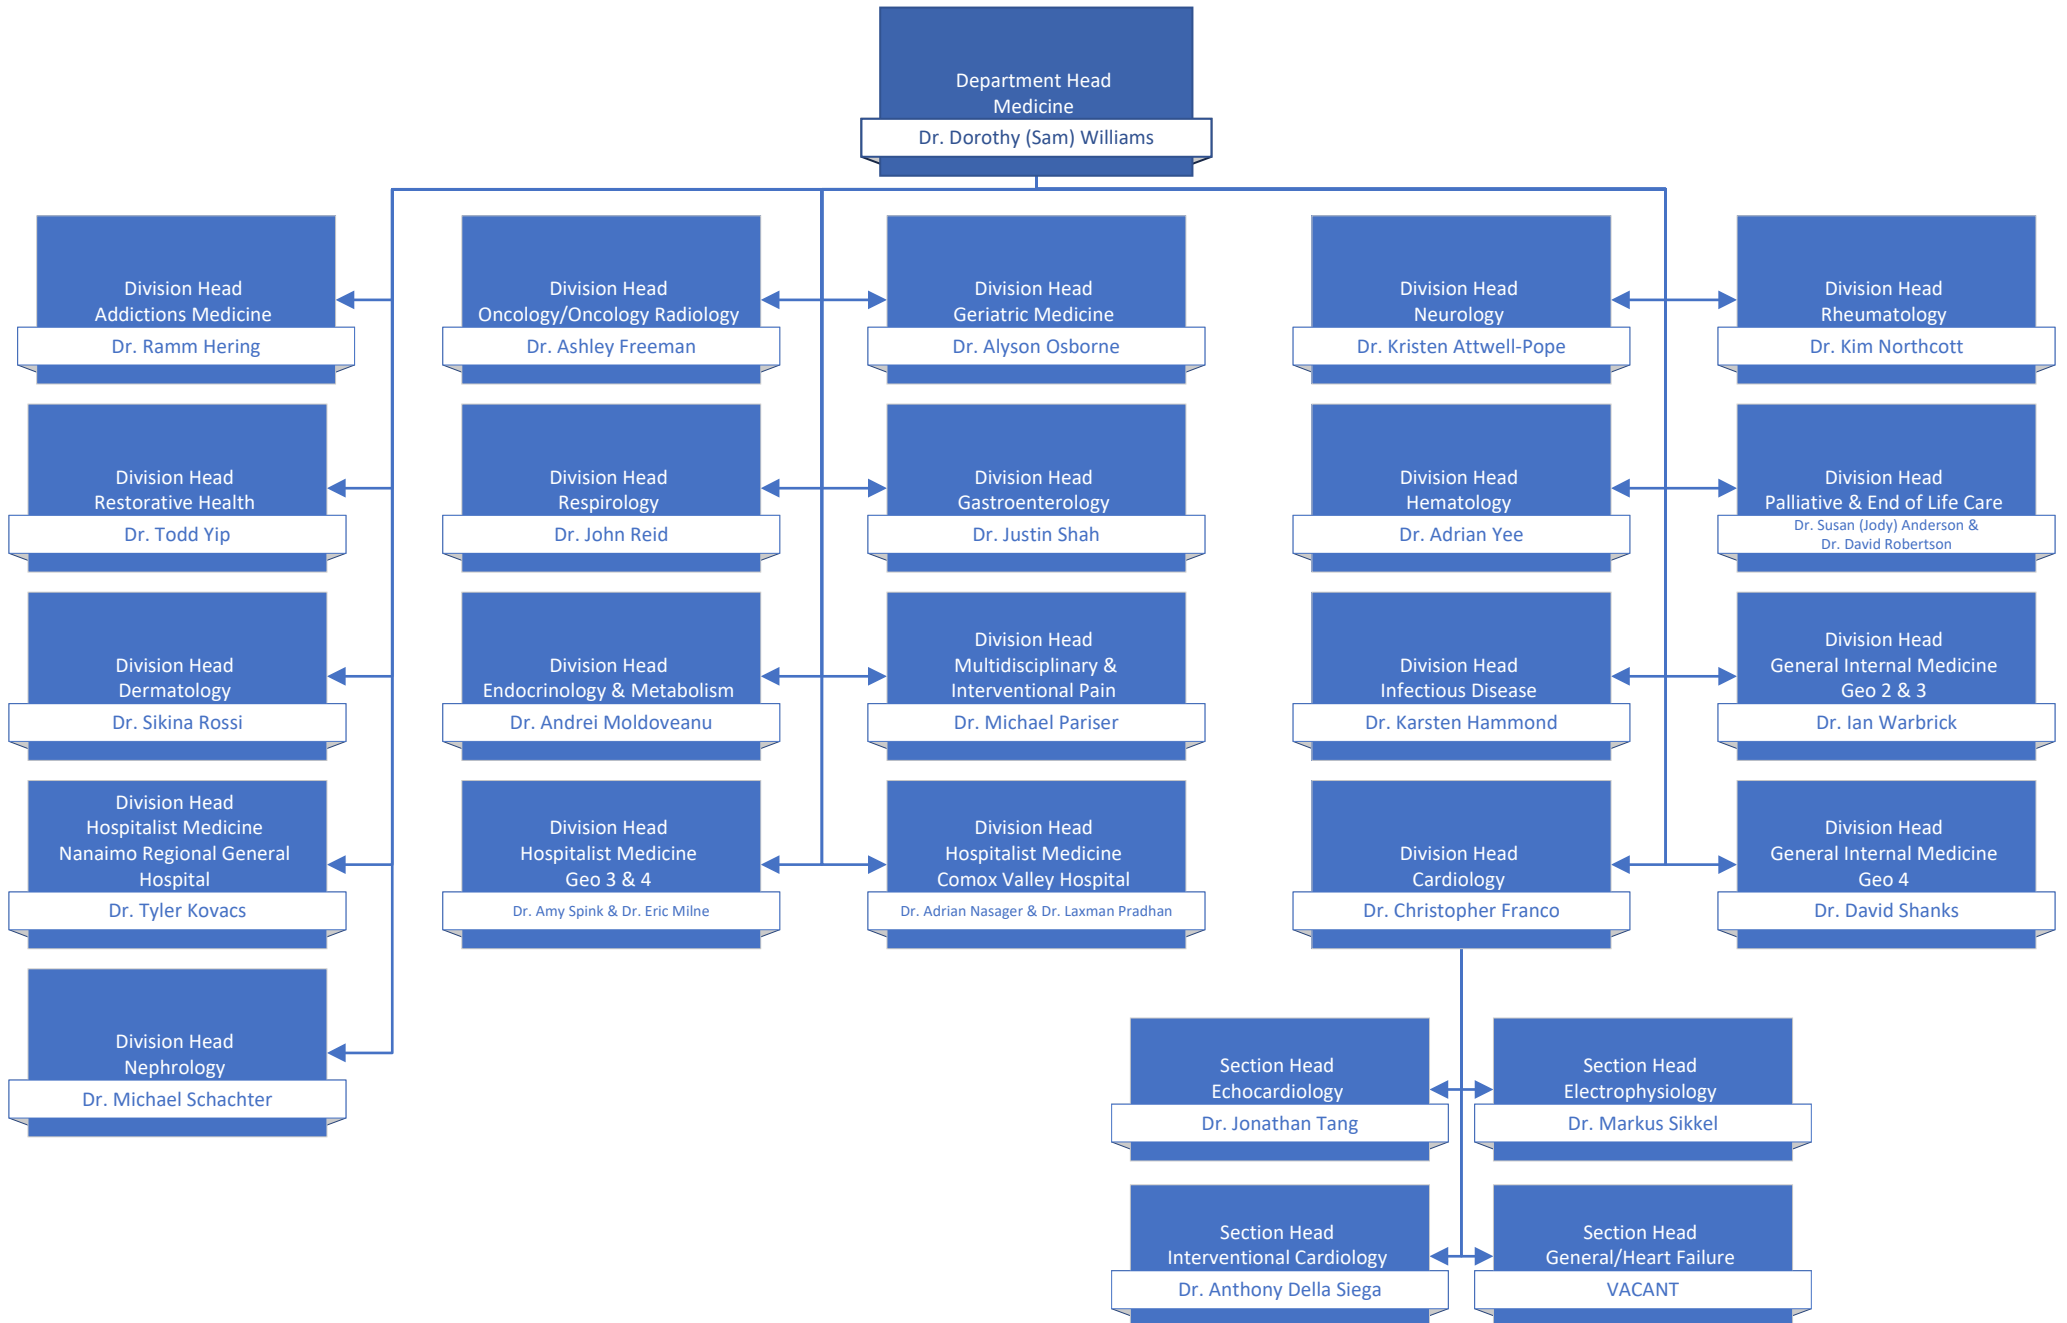 Department Head
Medicine
Dr. Dorothy (Sam) Williams
Division Head
Addictions Medicine
Dr. Ramm Hering
Division Head
Oncology/Oncology Radiology
Dr. Ashley Freeman
Division Head
Geriatric Medicine
Dr. Alyson Osborne
Division Head
Neurology
Dr. Kristen Attwell-Pope
Division Head
Rheumatology
Dr. Kim Northcott
Division Head
Restorative Health
Dr. Todd Yip
Division Head
Respirology
Dr. John Reid
Division Head
Gastroenterology
Dr. Justin Shah
Division Head
Hematology
Dr. Adrian Yee
Division Head
Palliative & End of Life Care
Dr. Susan (Jody) Anderson &
Dr. David Robertson
Division Head
Dermatology
Dr. Sikina Rossi
Division Head
Endocrinology & Metabolism
Dr. Andrei Moldoveanu
Division Head
Multidisciplinary &
Interventional Pain
Dr. Michael Pariser
Division Head
Infectious Disease
Dr. Karsten Hammond
Division Head
General Internal Medicine
Geo 2 & 3
Dr. Ian Warbrick
Division Head
Hospitalist Medicine
Nanaimo Regional General
Hospital
Dr. Tyler Kovacs
Division Head
Hospitalist Medicine
Geo 3 & 4
Dr. Amy Spink & Dr. Eric Milne
Division Head
Hospitalist Medicine
Comox Valley Hospital
Dr. Adrian Nasager & Dr. Laxman Pradhan
Division Head
Cardiology
Dr. Christopher Franco
Division Head
General Internal Medicine
Geo 4
Dr. David Shanks
Division Head
Nephrology
Dr. Michael Schachter
Section Head
Echocardiology
Dr. Jonathan Tang
Section Head
Electrophysiology
Dr. Markus Sikkel
Section Head
Interventional Cardiology
Dr. Anthony Della Siega
Section Head
General/Heart Failure
VACANT